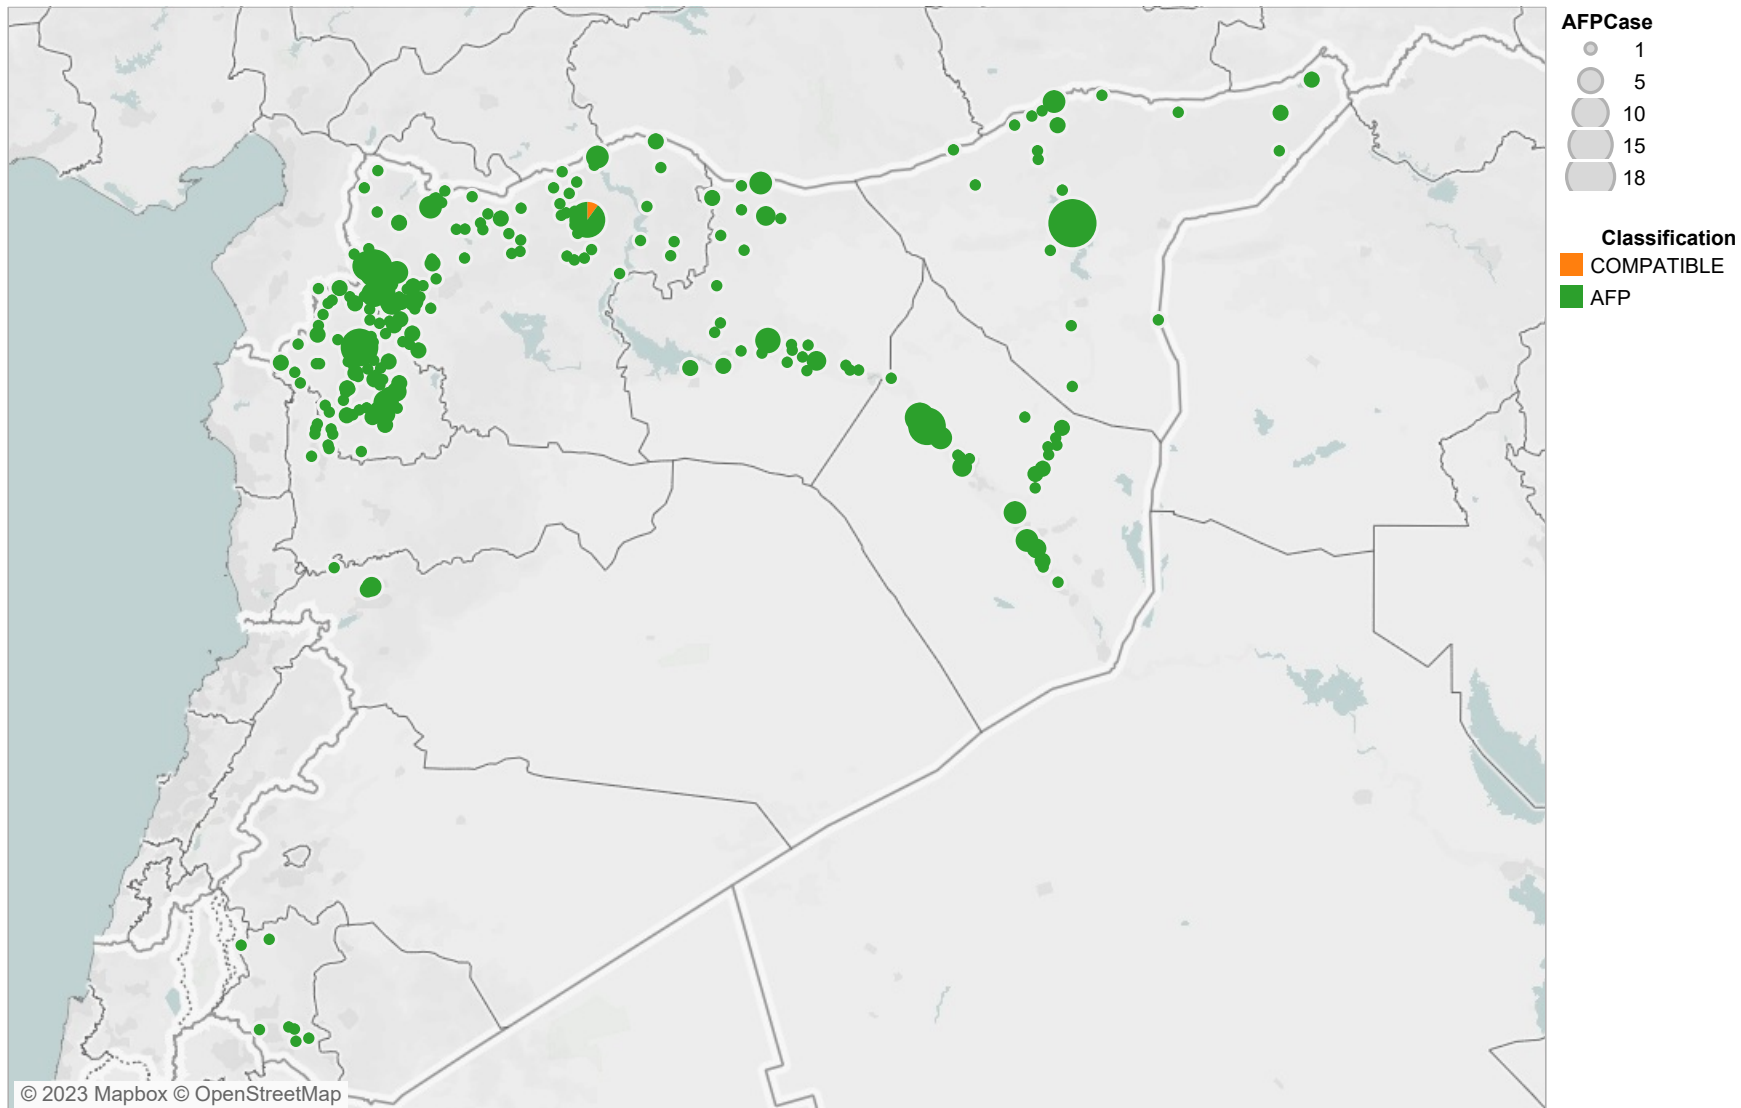 AFPCase
1
5
10
15
18
Classification
COMPATIBLE
AFP
© 2023 Mapbox © OpenStreetMap